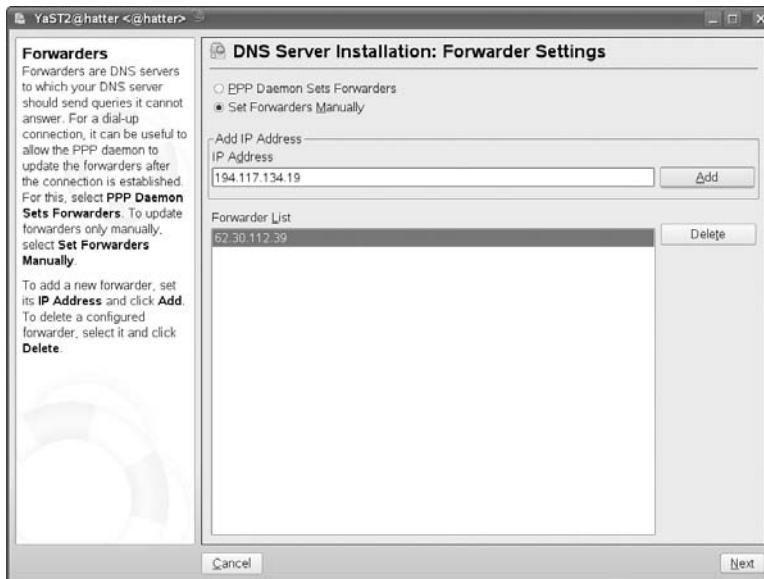 YaST2@hatter <@hatter>
Forwarders
Forwarders are DNS servers
to which your DNS server
should send queries it cannot
answer. For a dial-up
connection, it can be useful to
allow the PPP daemon to
update the forwarders after
the connection is established.
For this, select PPP Daemon
Sets Forwarders. To update
forwarders only manually,
select Set Forwarders
Manually.
To add a new forwarder, set
its IP Address and click Add.
To delete a configured
forwarder, select it and click
Delete.
DNS Server Installation: Forwarder Settings
PPP Daemon Sets Forwarders
Set Forwarders Manually
Add IP Address
IP Address
194.117.134.19
Add
Forwarder List
62.30.112.39
Delete
Cancel
Next